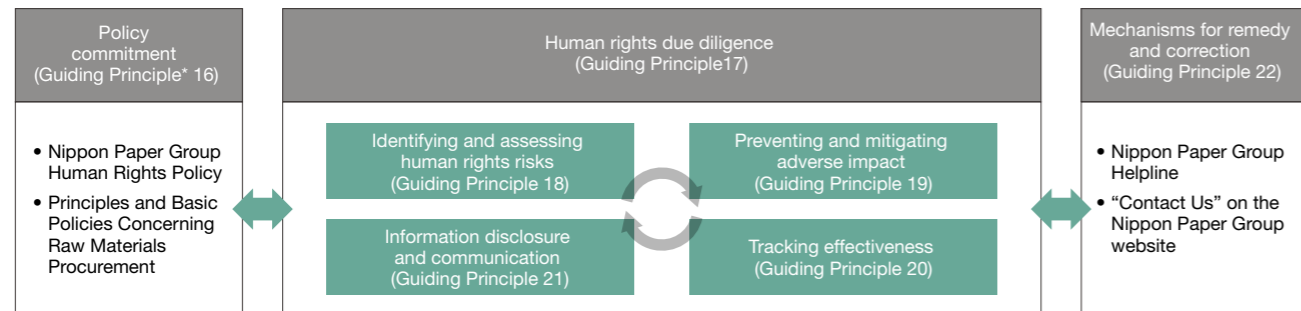 Policy
commitment
(Guiding Principle* 16)
• Nippon Paper Group
Human Rights Policy
• Principles and Basic
Policies Concerning
Raw Materials
Procurement
Human rights due diligence
(Guiding Principle17)
Identifying and assessing
human rights risks
(Guiding Principle 18)
Preventing and mitigating
adverse impact
(Guiding Principle 19)
Information disclosure
and communication
(Guiding Principle 21)
Tracking effectiveness
(Guiding Principle 20)
Mechanisms for remedy
and correction
(Guiding Principle 22)
• Nippon Paper Group
Helpline
• “Contact Us” on the
Nippon Paper Group
website